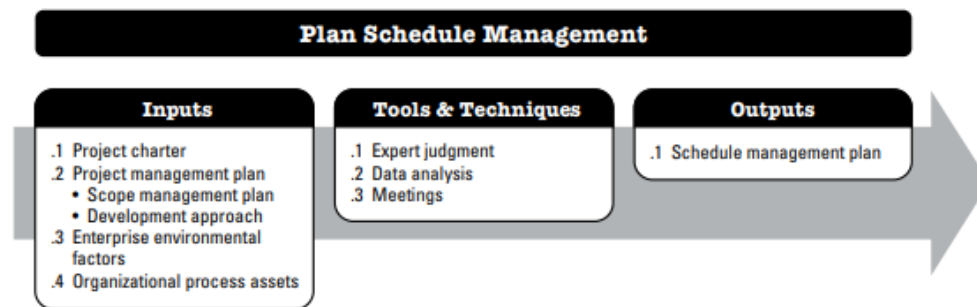 Plan Schedule Management
Inputs
.1 Project charter
.2 Project management plan
• Scope management plan
• Development approach
.3 Enterprise environmental
factors
.4 Organizational process assets
Tools & Techniques
.1 Expert judgment
.2 Data analysis
.3 Meetings
Outputs
.1 Schedule management plan